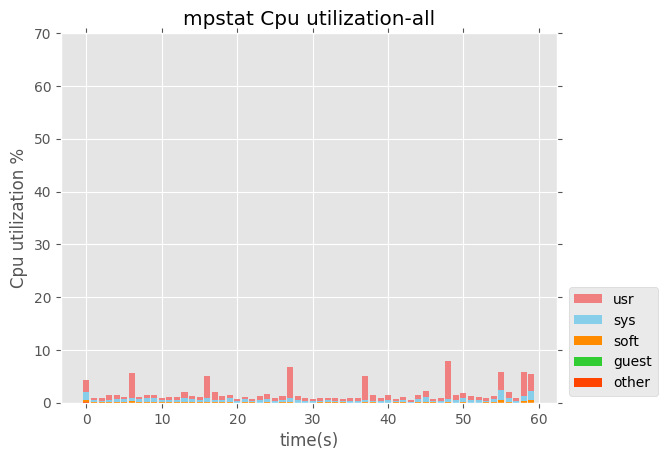 mpstat Cpu utilization-all
70
60
50
40
30
20
10
0
Cpu utilization %
0 10 20 30 40 50 60
time(s)
usr
sys
soft
guest
other